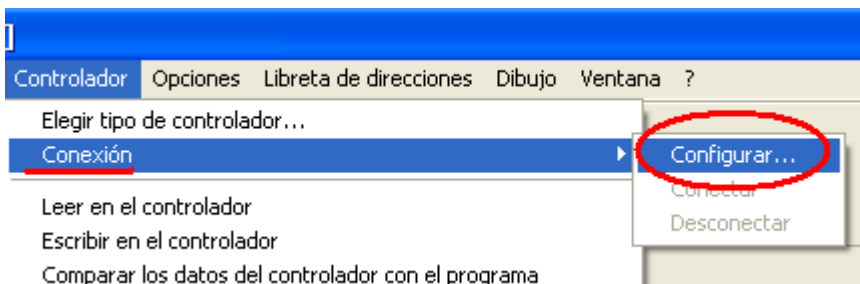 Controlador Opciones Libreta de direcciones Dibujo Ventana ?
Elegir tipo de controlador...
Conexión
Configurar...
Conectar
Desconectar
Leer en el controlador
Escribir en el controlador
Comparar los datos del controlador con el programa